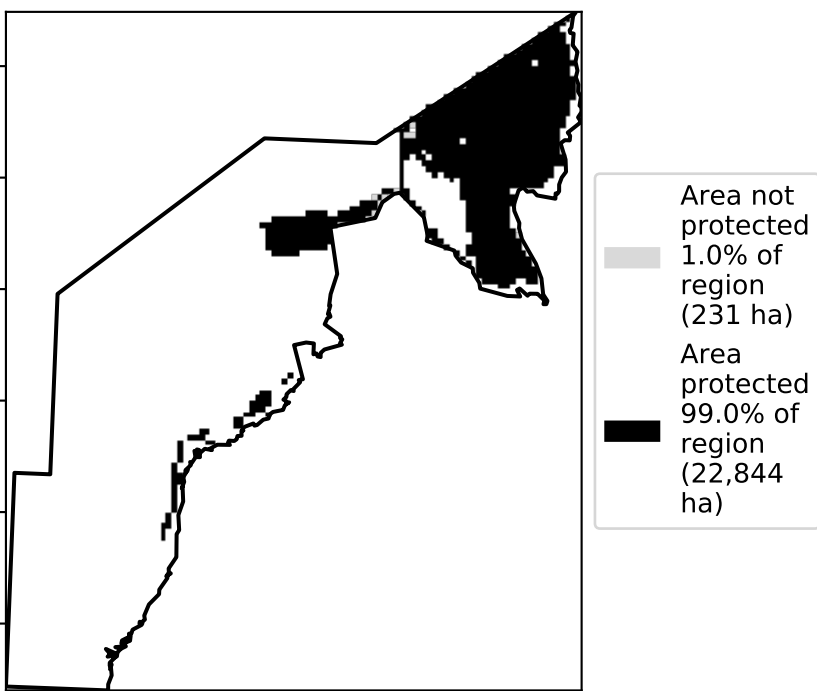 Area not
protected
1.0% of
region
(231 ha)
Area
protected
99.0% of
region
(22,844
ha)